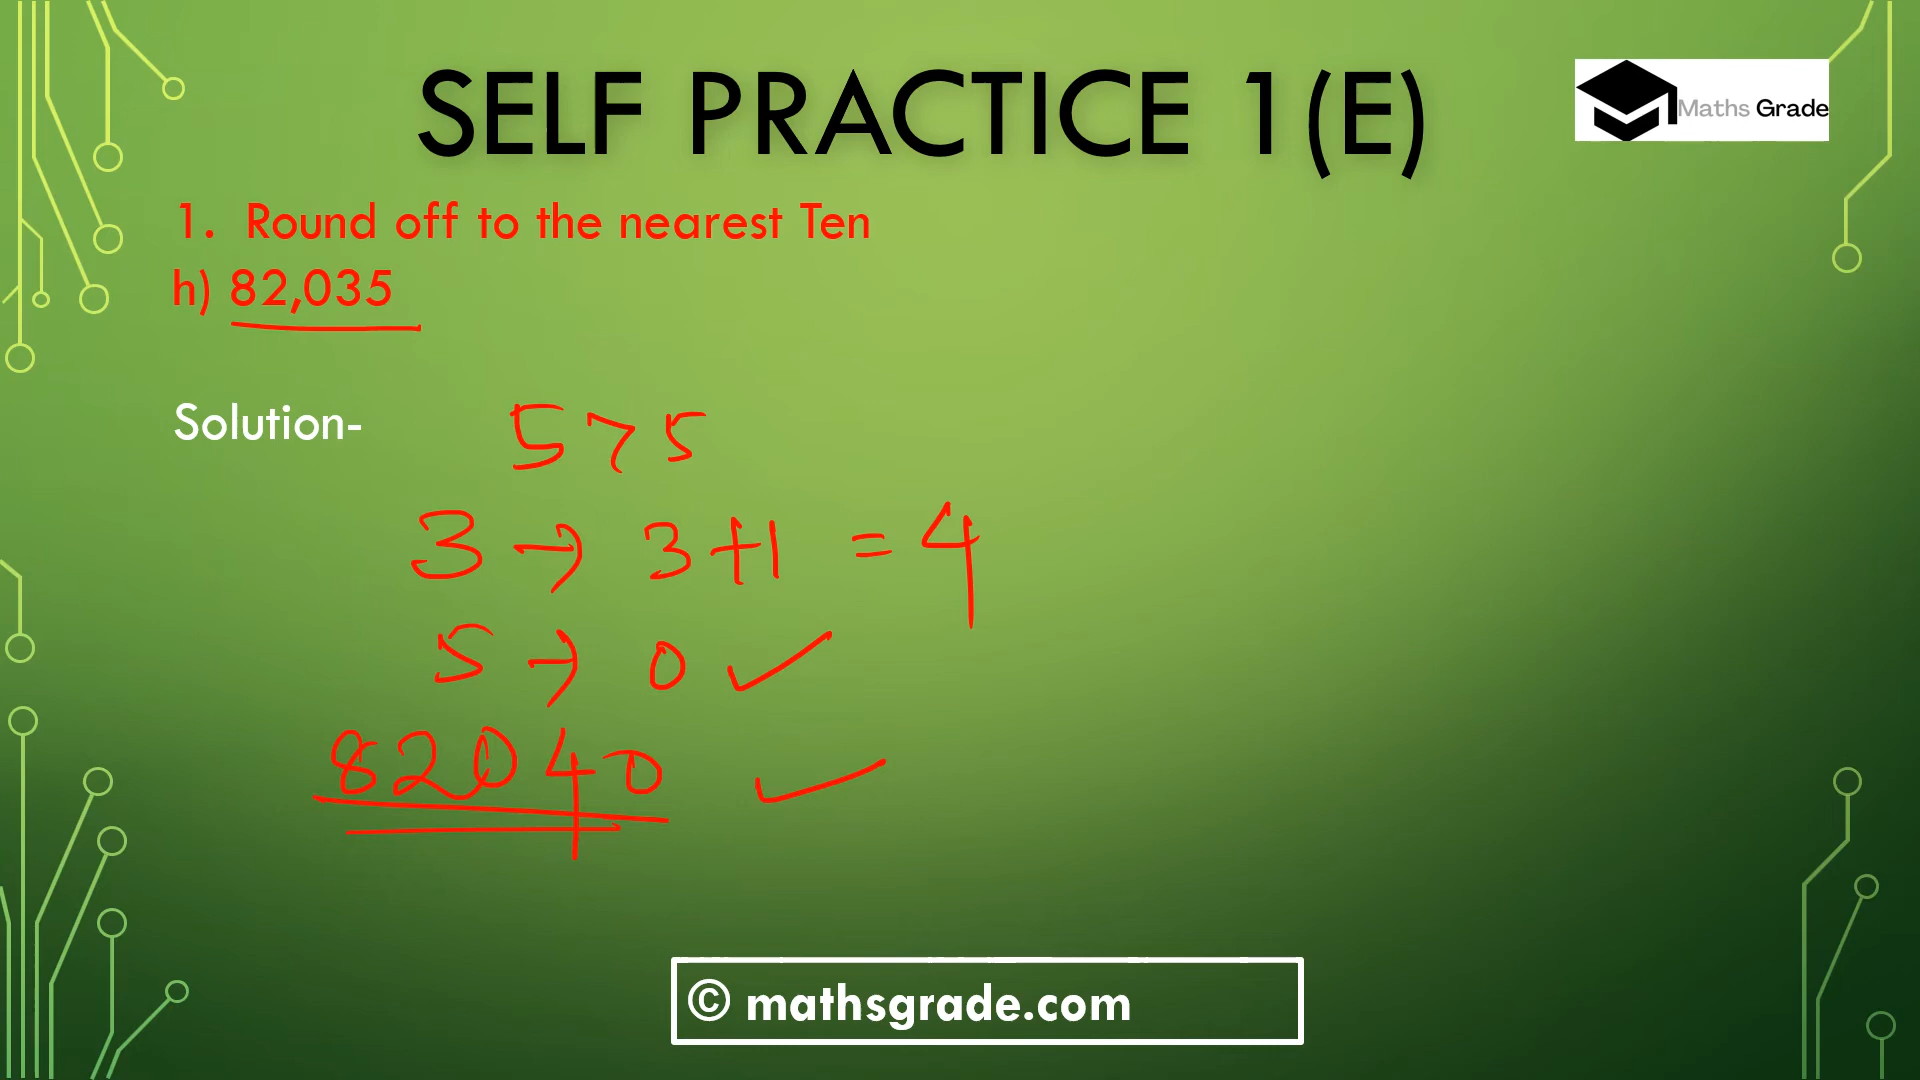 SELF PRACTICE 1(E)
Maths Grade
1. Round off to the nearest Ten
h) 82,035
Solution-
5 > 5
3 → 3+1 = 4
5 → 0 ✓
82040 ✓
© mathsgrade.com